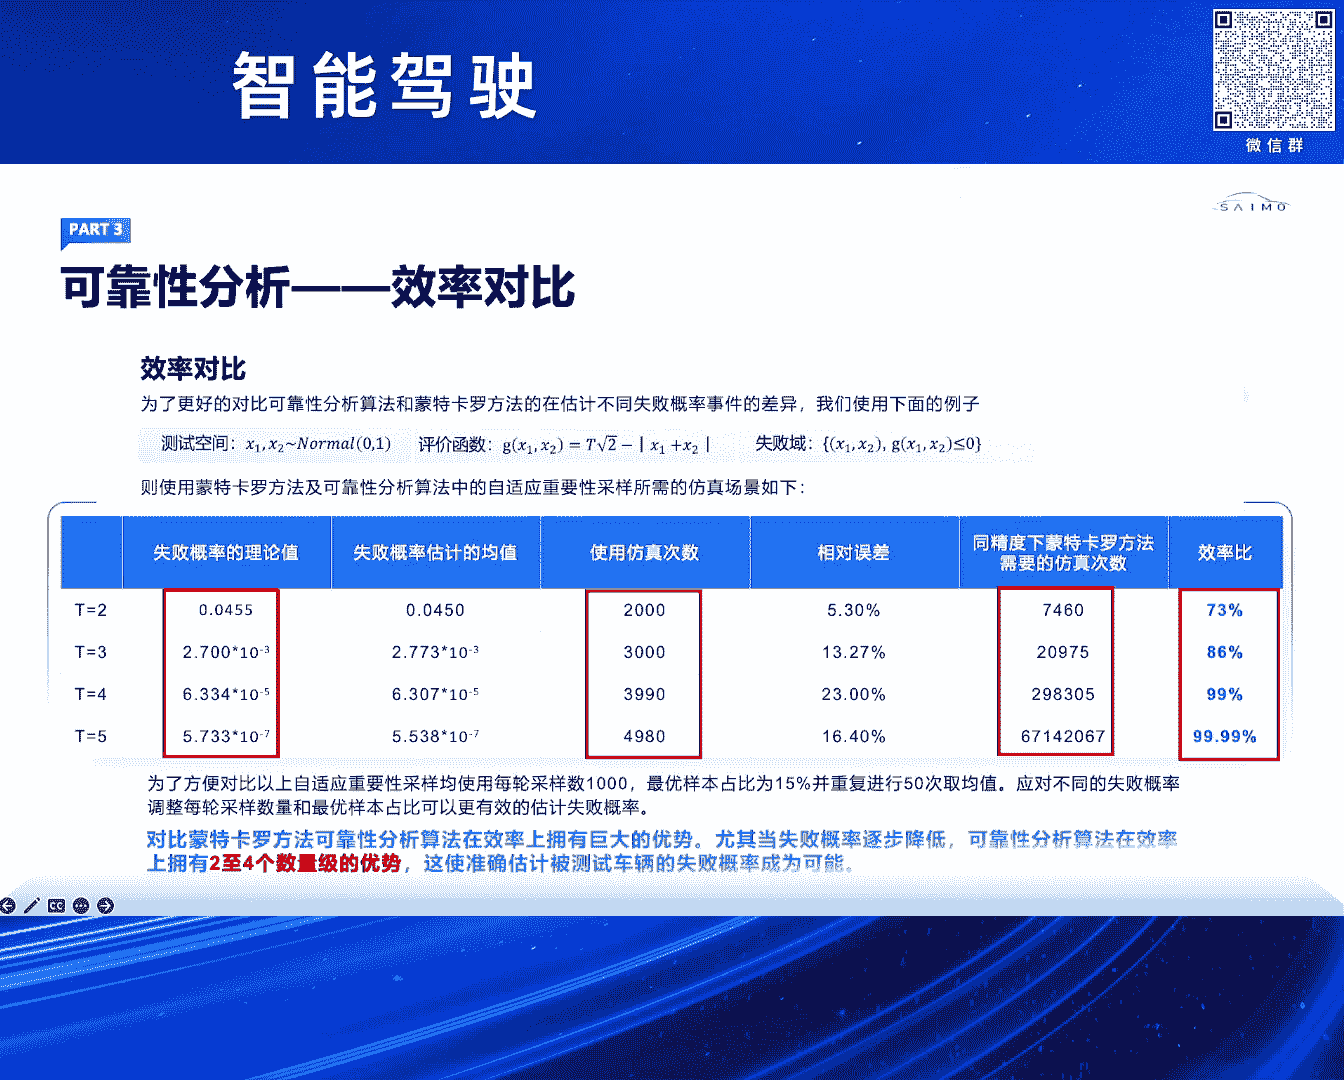 智能驾驶
微信群
SAIMO
PART 3
可靠性分析——效率对比
效率对比
为了更好的对比可靠性分析算法和蒙特卡罗方法的在估计不同失败概率事件的差异，我们使用下面的例子
测试空间：x₁,x₂~Normal(0,1) 评价函数：g(x₁,x₂) = T√2 − | x₁ +x₂ | 失败域：{(x₁,x₂), g(x₁,x₂)≤0}
则使用蒙特卡罗方法及可靠性分析算法中的自适应重要性采样所需的仿真场景如下：
失败概率的理论值 失败概率估计的均值 使用仿真次数 相对误差 同精度下蒙特卡罗方法
需要的仿真次数 效率比
T=2 0.0455 0.0450 2000 5.30% 7460 73%
T=3 2.700*10⁻³ 2.773*10⁻³ 3000 13.27% 20975 86%
T=4 6.334*10⁻⁵ 6.307*10⁻⁵ 3990 23.00% 298305 99%
T=5 5.733*10⁻⁷ 5.538*10⁻⁷ 4980 16.40% 67142067 99.99%
为了方便对比以上自适应重要性采样均使用每轮采样数1000，最优样本占比为15%并重复进行50次取均值。应对不同的失败概率
调整每轮采样数量和最优样本占比可以更有效的估计失败概率。
对比蒙特卡罗方法可靠性分析算法在效率上拥有巨大的优势。尤其当失败概率逐步降低，可靠性分析算法在效率
上拥有2至4个数量级的优势，这使准确估计被测试车辆的失败概率成为可能。
CC